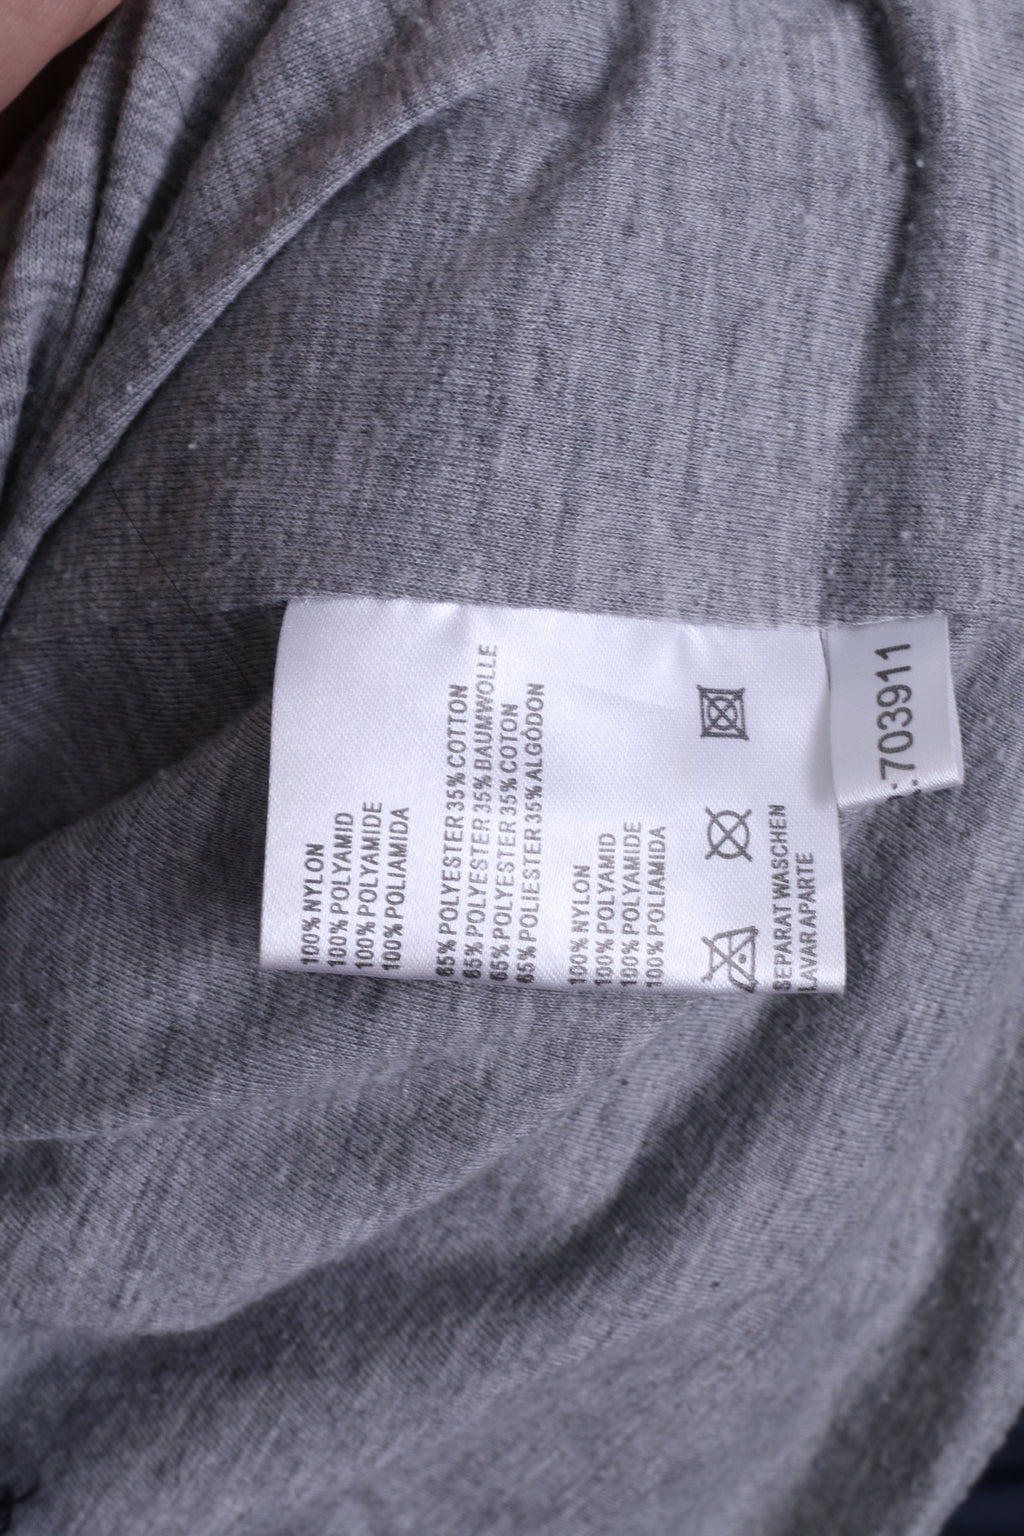 100% NYLON
100% POLYAMID
100% POLYAMIDE
100% POLIAMIDA
65% POLYESTER 35% COTTON
65% POLYESTER 35% BAUMWOLLE
65% POLYESTER 35% COTON
65% POLIESTER 35% ALGODON
100% NYLON
100% POLYAMID
100% POLYAMIDE
100% POLIAMIDA
SEPARAT WASCHEN
LAVAR APARTE
:703911